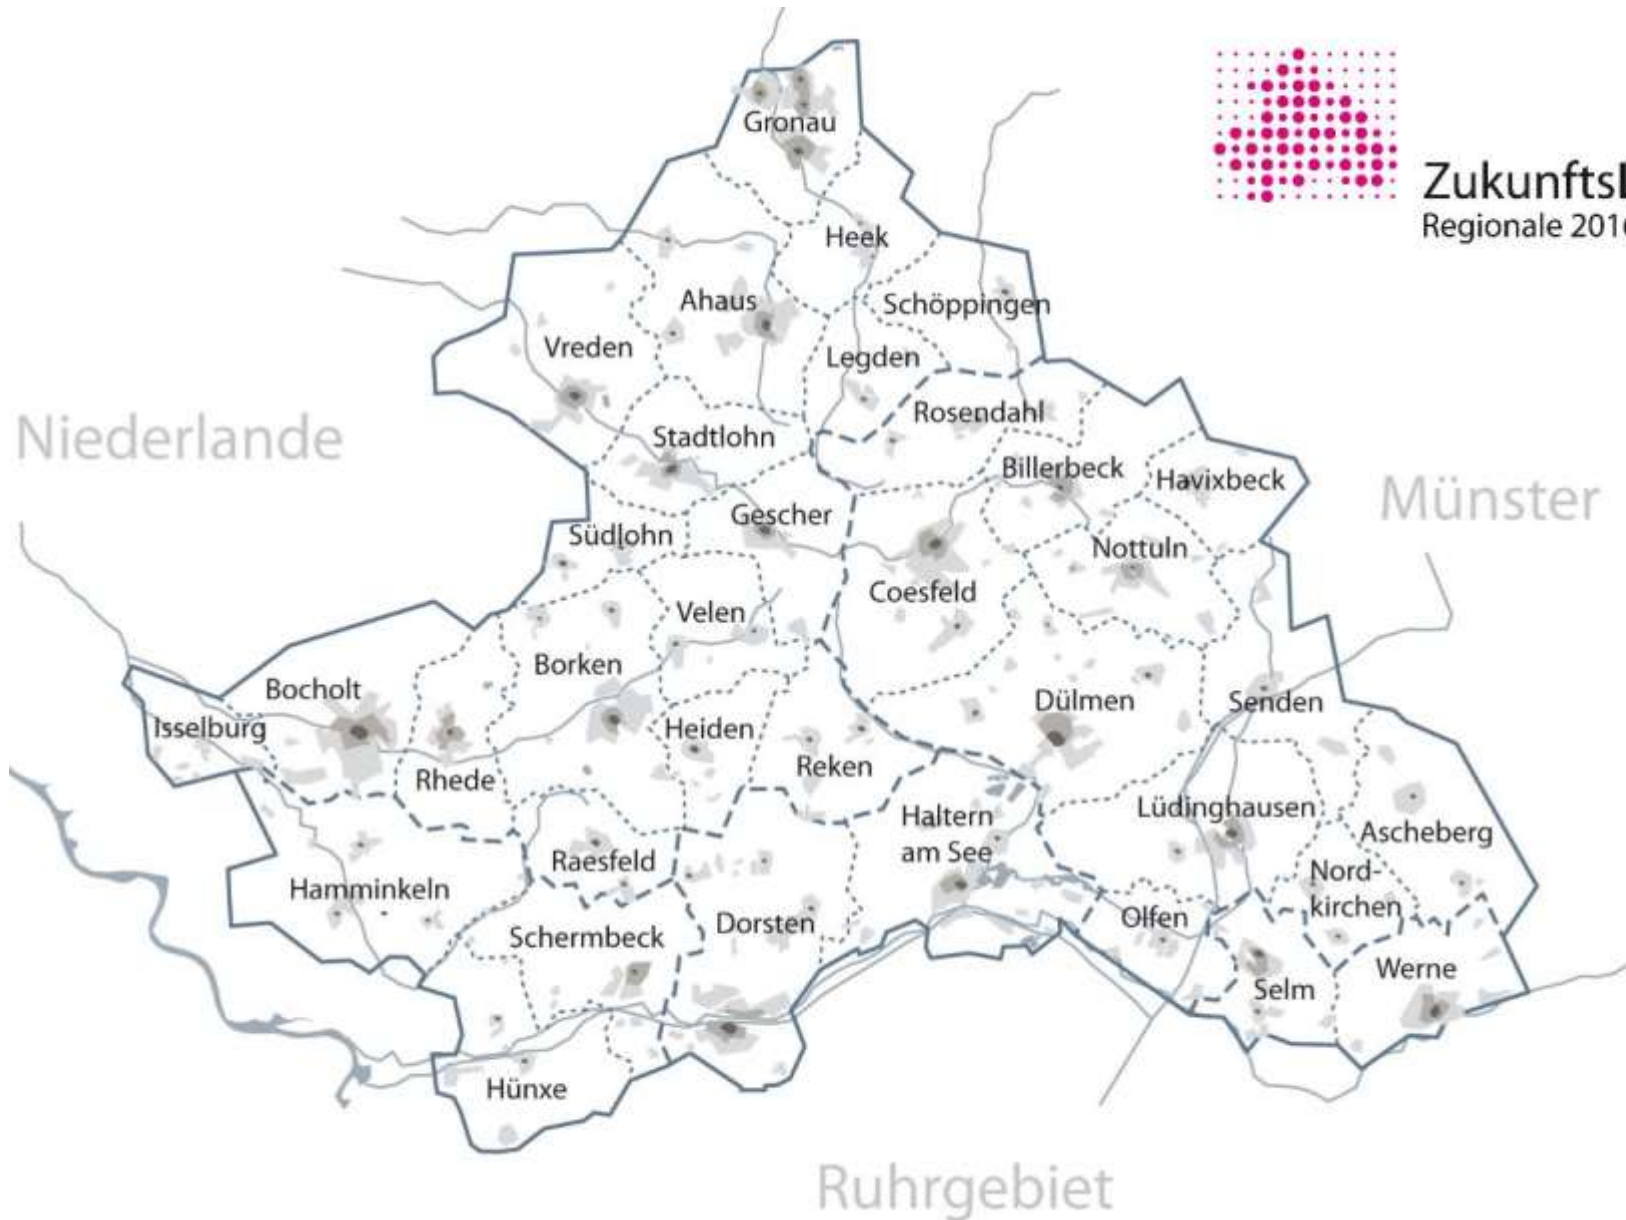 Gronau
ZukunftsL
Regionale 2016
Heek
Ahaus
Schöppingen
Vreden
Legden
Rosendahl
Niederlande
Stadtlohn
Billerbeck
Havixbeck
Münster
Gescher
Südlohn
Nottuln
Coesfeld
Velen
Borken
Bocholt
Dülmen
Senden
Isselburg
Heiden
Reken
Rhede
Lüdinghausen
Haltern
am See
Ascheberg
Raesfeld
Nord-
kirchen
Hamminkeln
Olfen
Dorsten
Schermbeck
Werne
Selm
Hünxe
Ruhrgebiet